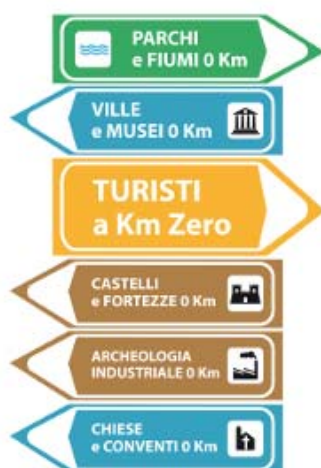 PARCHI
e FIUMI 0 Km
VILLE
e MUSEI 0 Km
TURISTI
a Km Zero
CASTELLI
e FORTEZZE 0 Km
ARCHEOLOGIA
INDUSTRIALE 0 Km
CHIESE
e CONVENTI 0 Km